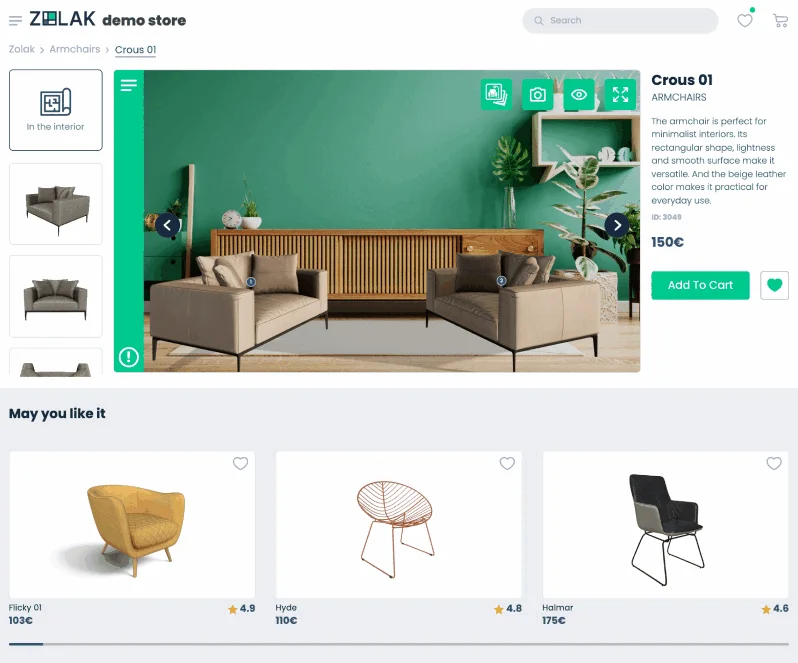 ZOLAK demo store
Search
Zolak > Armchairs > Crous 01
In the interior
1
2
Crous 01
ARMCHAIRS
The armchair is perfect for
minimalist interiors. Its
rectangular shape, lightness
and smooth surface make it
versatile. And the beige leather
color makes it practical for
everyday use.
ID: 3049
150€
Add To Cart
May you like it
Flicky 01
4.9
103€
Hyde
4.8
110€
Halmar
4.6
175€